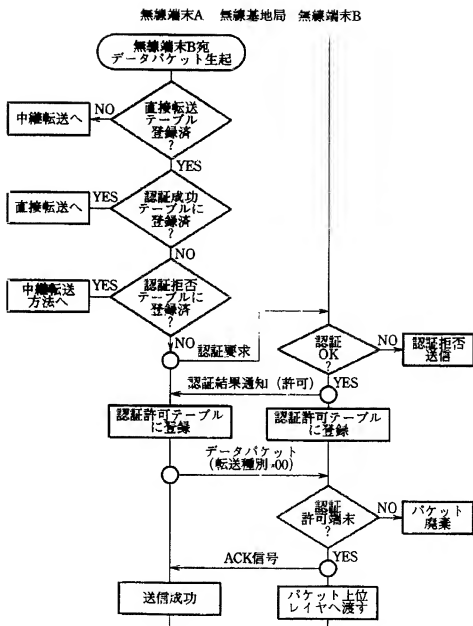 無線端末A 無線基地局 無線端末B
無線端末B宛
データパケット生起
直接転送
テーブル
登録済
?
NO
中継転送へ
YES
認証成功
テーブルに
登録済
?
YES
直接転送へ
NO
認証拒否
テーブルに
登録済
?
YES
中継転送
方法へ
NO
認証要求
認証
OK
?
NO
認証拒否
送信
YES
認証結果通知(許可)
認証許可テーブル
に登録
認証許可テーブル
に登録
データパケット
(転送種別=00)
認証
許可端末
?
NO
パケット
廃棄
YES
ACK信号
送信成功
パケット上位
レイヤへ渡す